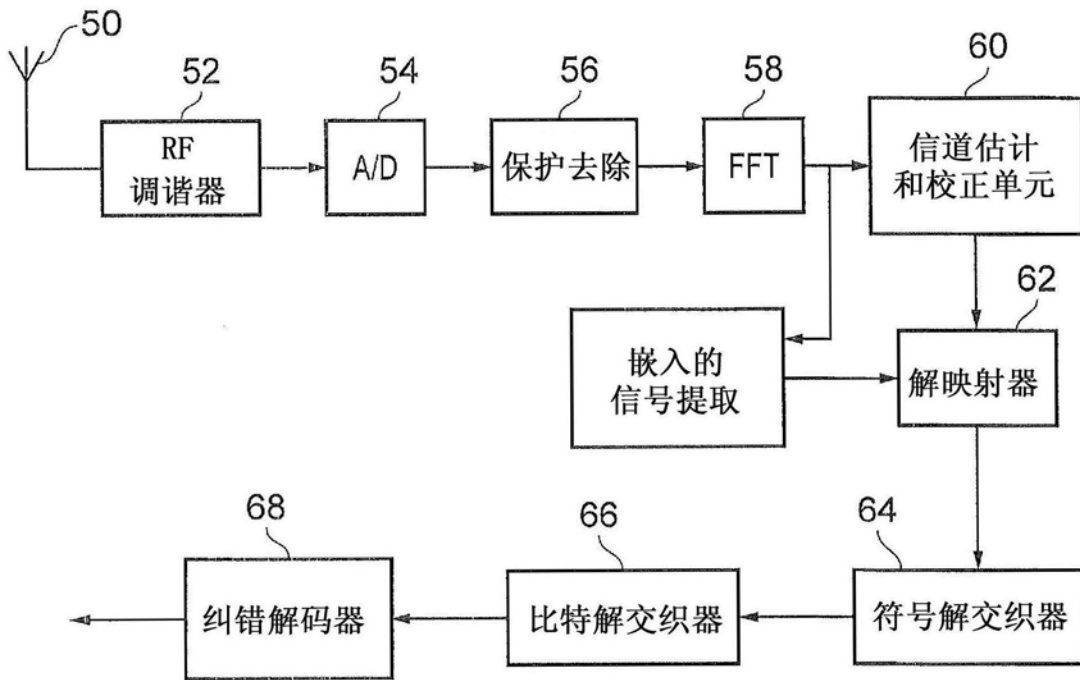 50
52
54
56
58
60
RF
调谐器
A/D
保护去除
FFT
信道估计
和校正单元
62
嵌入的
信号提取
解映射器
68
66
64
纠错解码器
比特解交织器
符号解交织器